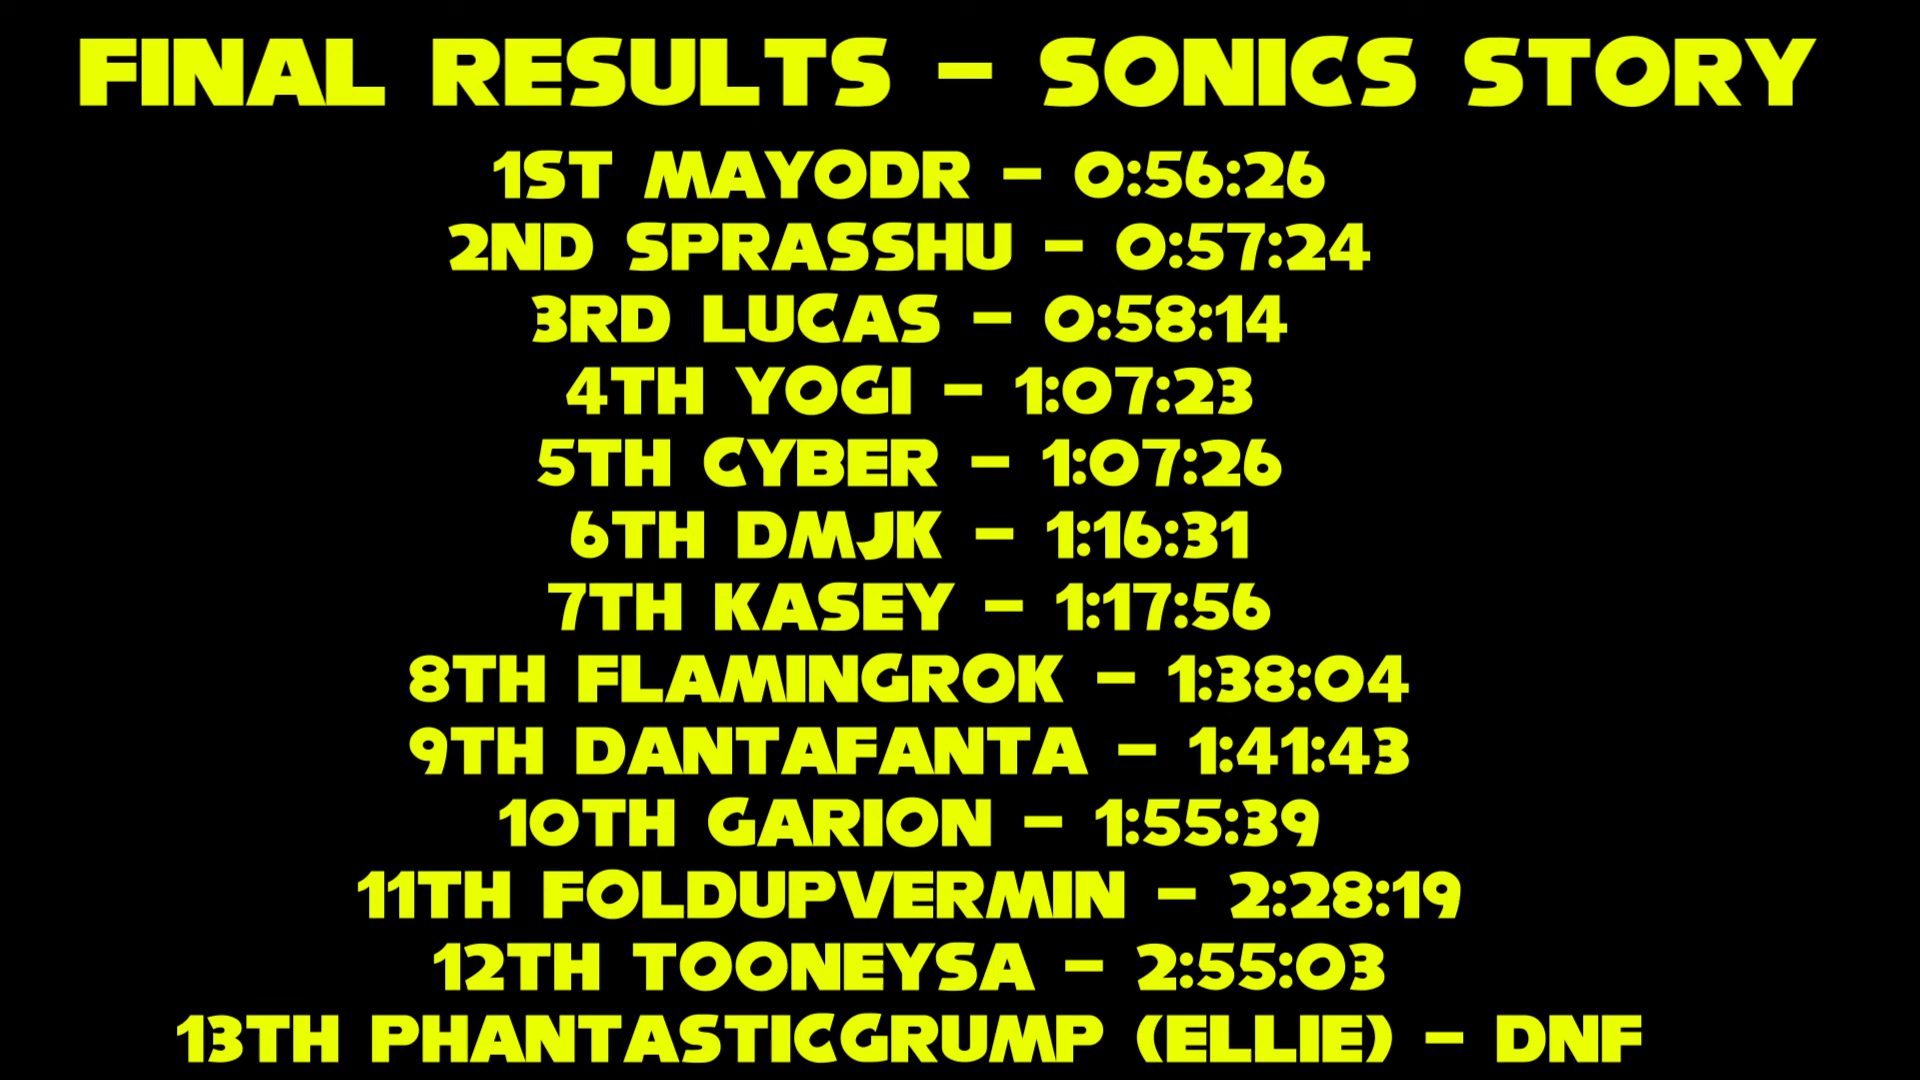 FINAL RESULTS - SONICS STORY
1ST MAYODR - 0:56:26
2ND SPRASSHU - 0:57:24
3RD LUCAS - 0:58:14
4TH YOGI - 1:07:23
5TH CYBER - 1:07:26
6TH DMJK - 1:16:31
7TH KASEY - 1:17:56
8TH FLAMINGROK - 1:38:04
9TH DANTAFANTA - 1:41:43
10TH GARION - 1:55:39
11TH FOLDUPVERMIN - 2:28:19
12TH TOONEYSA - 2:55:03
13TH PHANTASTICGRUMP (ELLIE) - DNF